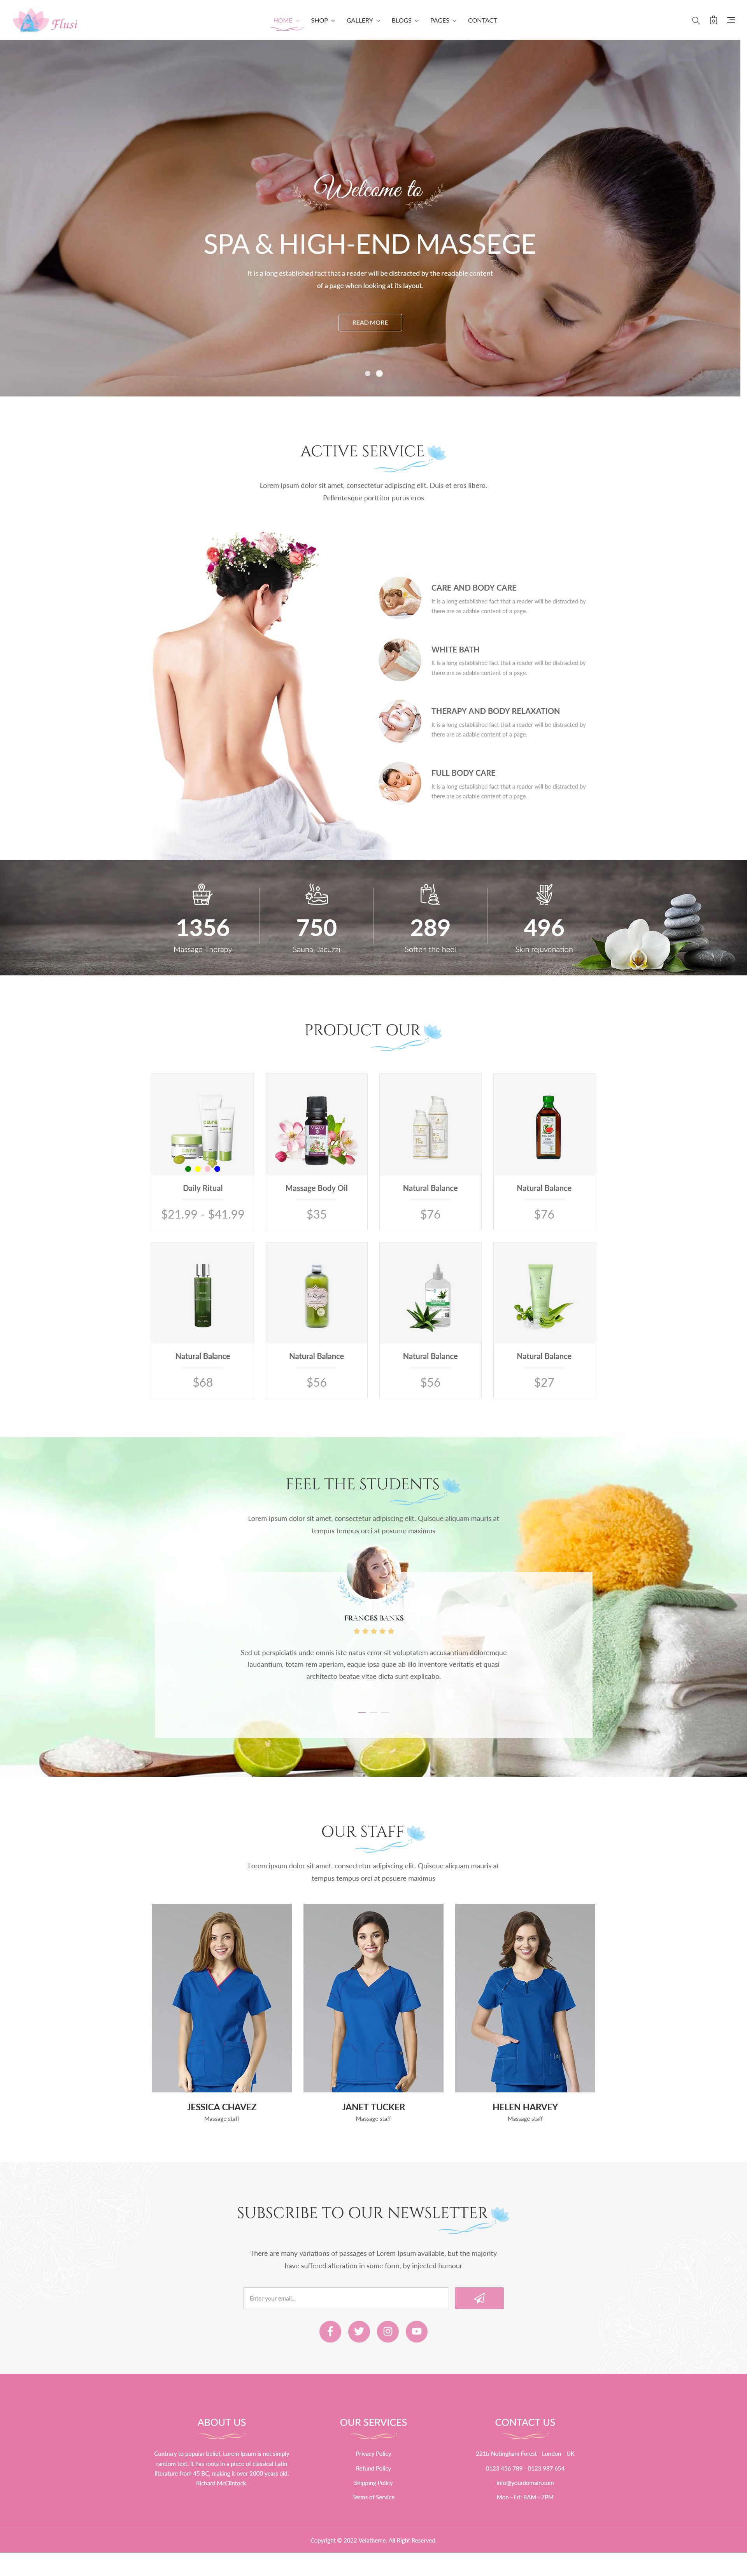 Flusi
HOME SHOP GALLERY BLOGS PAGES CONTACT
0
Welcome to
SPA & HIGH-END MASSEGE
It is a long established fact that a reader will be distracted by the readable content
of a page when looking at its layout.
READ MORE
ACTIVE SERVICE
Lorem ipsum dolor sit amet, consectetur adipiscing elit. Duis et eros libero.
Pellentesque porttitor purus eros
CARE AND BODY CARE
It is a long established fact that a reader will be distracted by
there are as adable content of a page.
WHITE BATH
It is a long established fact that a reader will be distracted by
there are as adable content of a page.
THERAPY AND BODY RELAXATION
It is a long established fact that a reader will be distracted by
there are as adable content of a page.
FULL BODY CARE
It is a long established fact that a reader will be distracted by
there are as adable content of a page.
1356 750 289 496
Massage Therapy Sauna, Jacuzzi Soften the heel Skin rejuvenation
PRODUCT OUR
care care
Daily Ritual Massage Body Oil Natural Balance Natural Balance
$21.99 - $41.99 $35 $76 $76
Natural Balance Natural Balance Natural Balance Natural Balance
$68 $56 $56 $27
FEEL THE STUDENTS
Lorem ipsum dolor sit amet, consectetur adipiscing elit. Quisque aliquam mauris at
tempus tempus orci at posuere maximus
FRANCES BANKS
Sed ut perspiciatis unde omnis iste natus error sit voluptatem accusantium doloremque
laudantium, totam rem aperiam, eaque ipsa quae ab illo inventore veritatis et quasi
architecto beatae vitae dicta sunt explicabo.
OUR STAFF
Lorem ipsum dolor sit amet, consectetur adipiscing elit. Quisque aliquam mauris at
tempus tempus orci at posuere maximus
JESSICA CHAVEZ JANET TUCKER HELEN HARVEY
Massage staff Massage staff Massage staff
SUBSCRIBE TO OUR NEWSLETTER
There are many variations of passages of Lorem Ipsum available, but the majority
have suffered alteration in some form, by injected humour
Enter your email...
ABOUT US
Contrary to popular belief, Lorem Ipsum is not simply
random text. It has roots in a piece of classical Latin
literature from 45 BC, making it over 2000 years old.
Richard McClintock.
OUR SERVICES
Privacy Policy
Refund Policy
Shipping Policy
Terms of Service
CONTACT US
221b Notingham Forest - London - UK
0123 456 789 - 0123 987 654
info@yourdomain.com
Mon - Fri: 8AM - 7PM
Copyright © 2022 Velatheme. All Right Reserved.